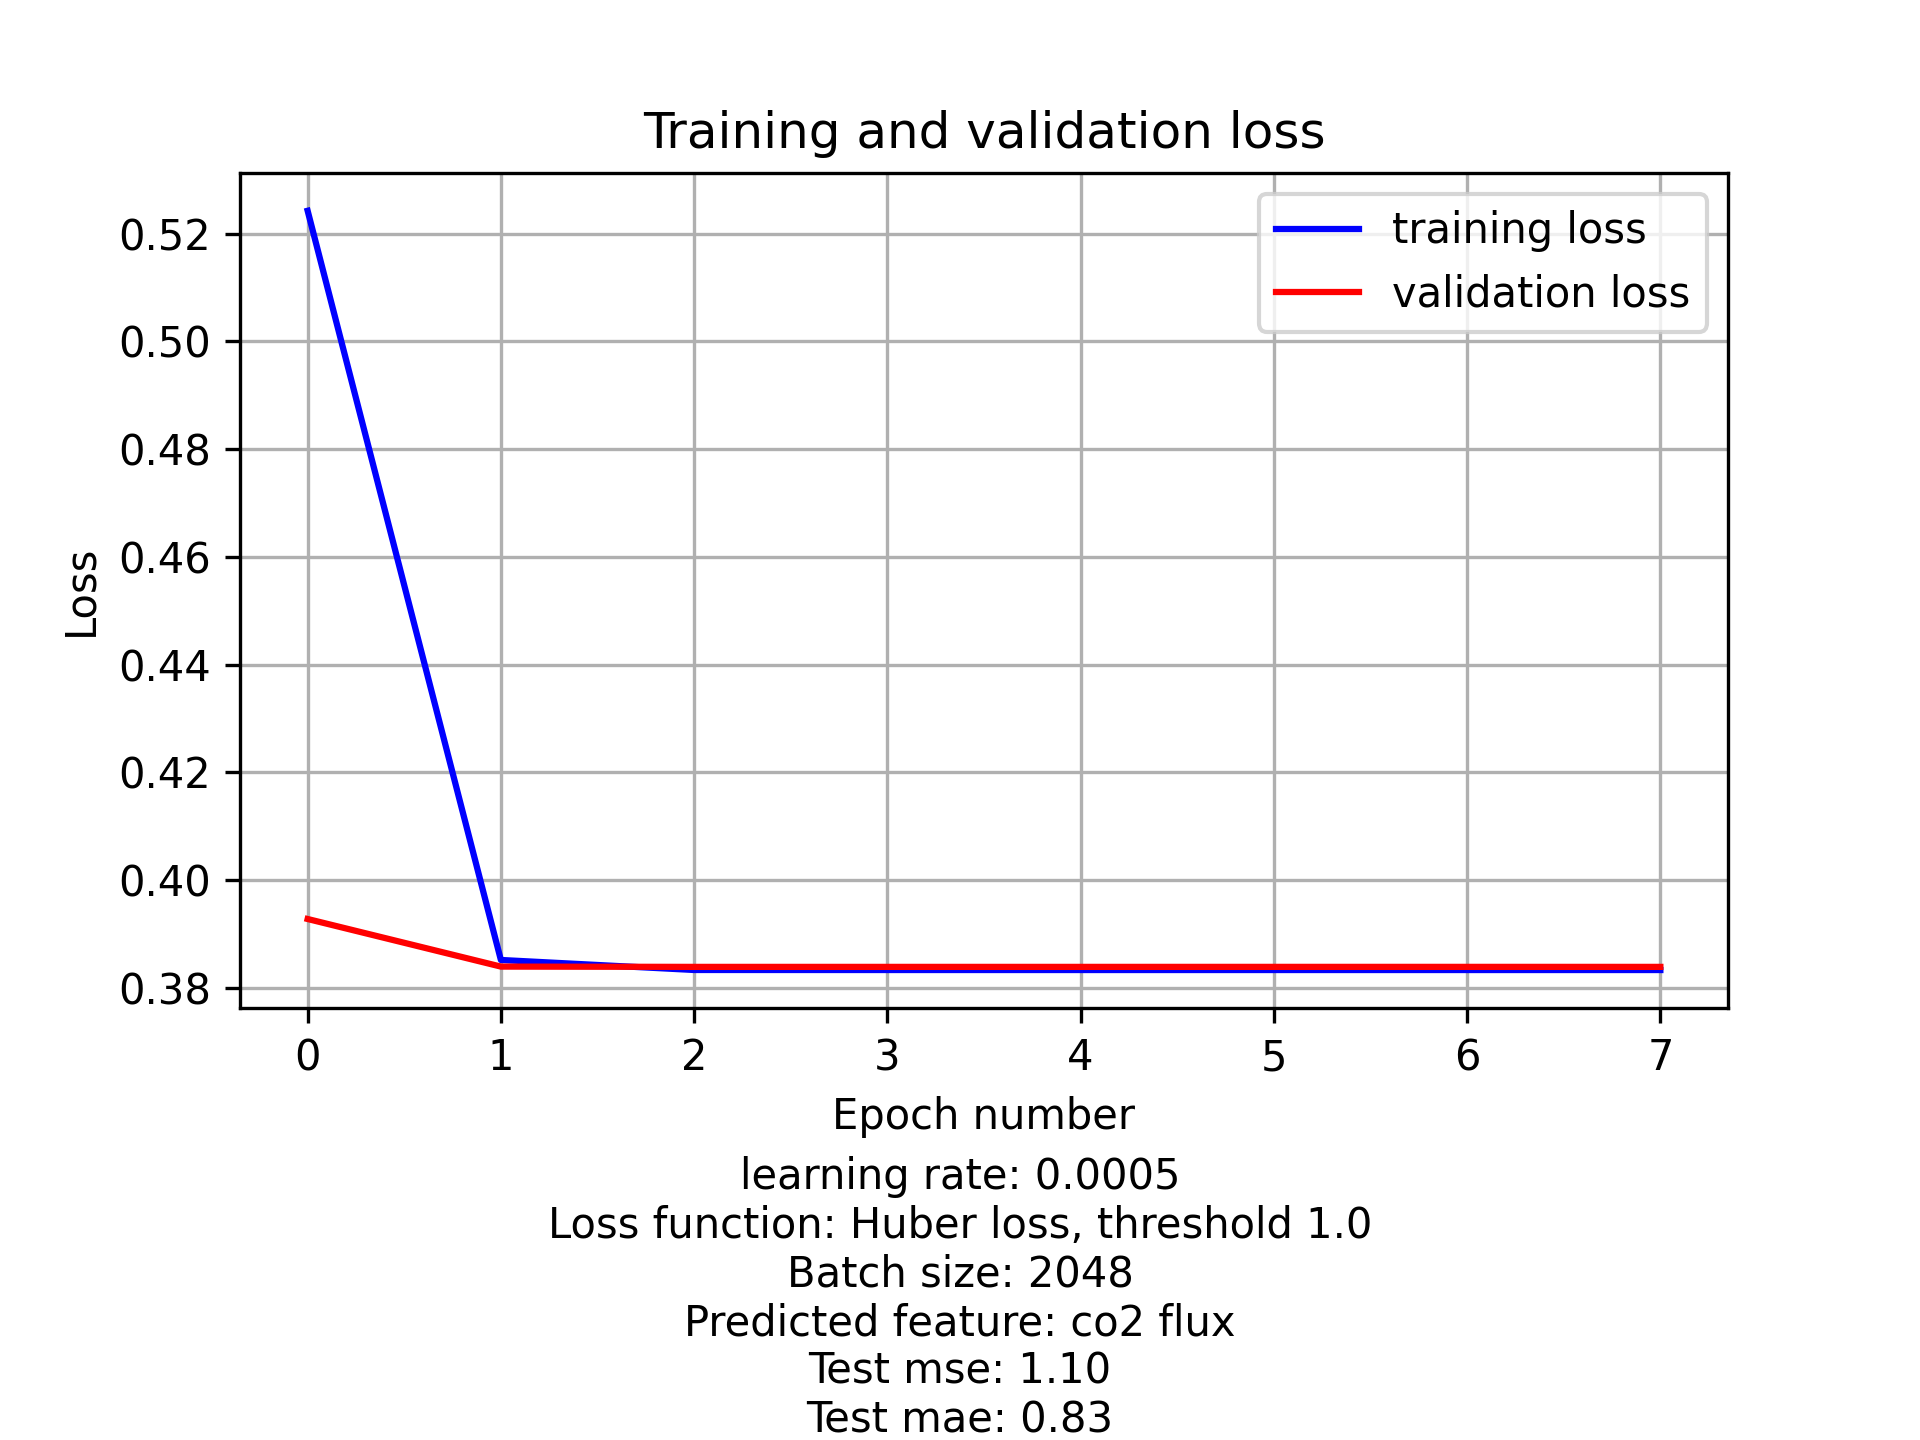 Training and validation loss
training loss
validation loss
Loss
0.52
0.50
0.48
0.46
0.44
0.42
0.40
0.38
0 1 2 3 4 5 6 7
Epoch number
learning rate: 0.0005
Loss function: Huber loss, threshold 1.0
Batch size: 2048
Predicted feature: co2 flux
Test mse: 1.10
Test mae: 0.83